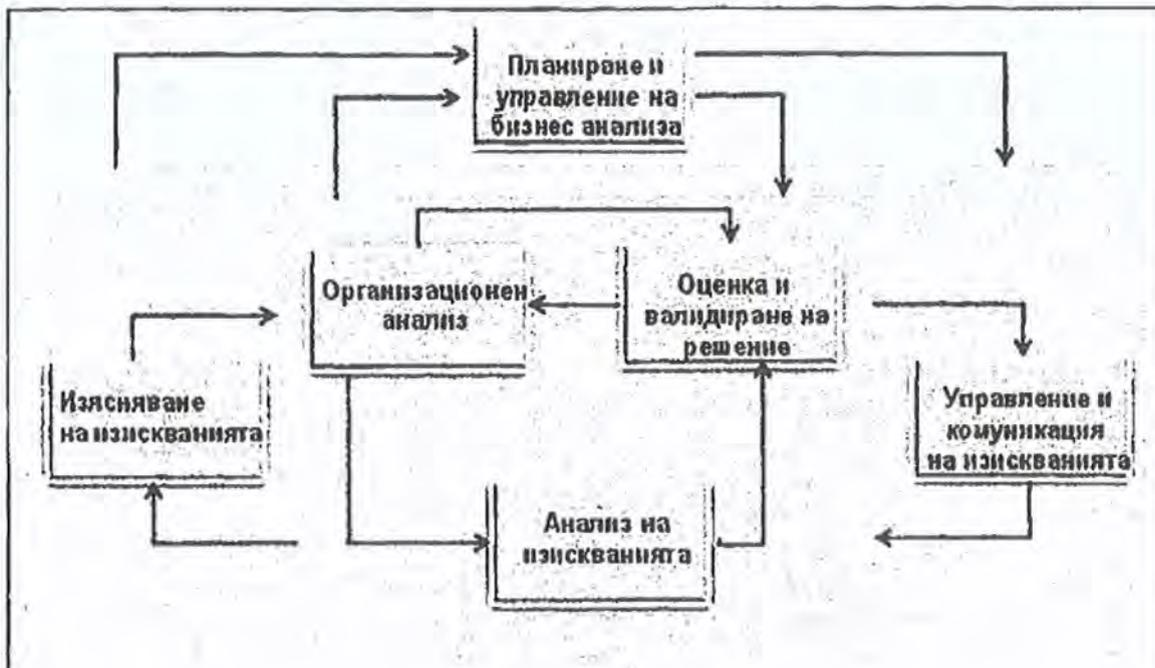 Планиране и
управление на
бизнес анализа
Организационен
анализ
Оценка и
валидиране на
решение
Изясняване
на изискванията
Управление и
комуникация
на изискванията
Анализ на
изискванията